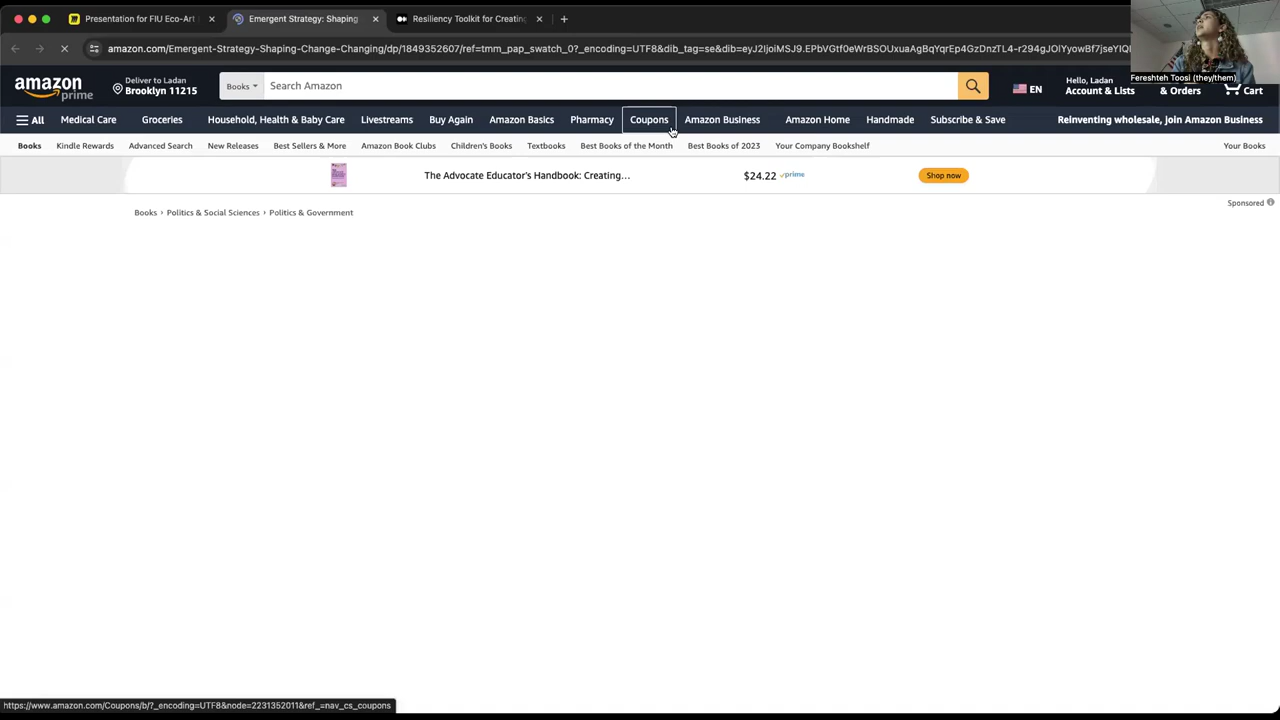 Presentation for FIU Eco-Art
Emergent Strategy: Shaping
Resiliency Toolkit for Creating
amazon.com/Emergent-Strategy-Shaping-Change-Changing/dp/1849352607/ref=tmm_pap_swatch_0?_encoding=UTF8&dib_tag=se&dib=
Fereshteh Toosi (they/them)
amazon
prime
Deliver to Ladan
Brooklyn 11215
Books
Search Amazon
EN
Hello, Ladan
Account & Lists
& Orders
Cart
All
Medical Care
Groceries
Household, Health & Baby Care
Livestreams
Buy Again
Amazon Basics
Pharmacy
Coupons
Amazon Business
Amazon Home
Handmade
Subscribe & Save
Reinventing wholesale, join Amazon Business
Books
Kindle Rewards
Advanced Search
New Releases
Best Sellers & More
Amazon Book Clubs
Children's Books
Textbooks
Best Books of the Month
Best Books of 2023
Your Company Bookshelf
Your Books
The Advocate Educator's Handbook: Creating...
$24.22 prime
Shop now
Sponsored
Books › Politics & Social Sciences › Politics & Government
https://www.amazon.com/Coupons/b/?_encoding=UTF8&node=2231352011&ref_=nav_cs_coupons